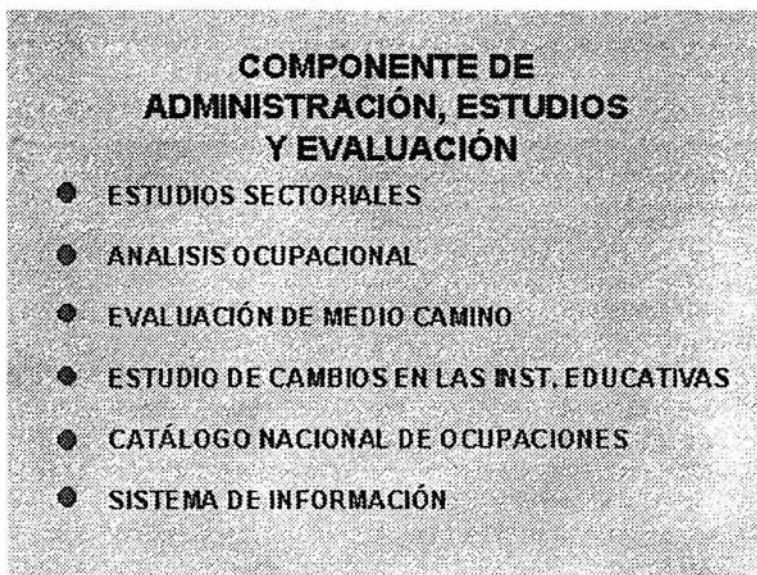 COMPONENTE DE
ADMINISTRACIÓN, ESTUDIOS
Y EVALUACIÓN
ESTUDIOS SECTORIALES
ANALISIS OCUPACIONAL
EVALUACIÓN DE MEDIO CAMINO
ESTUDIO DE CAMBIOS EN LAS INST. EDUCATIVAS
CATÁLOGO NACIONAL DE OCUPACIONES
SISTEMA DE INFORMACIÓN